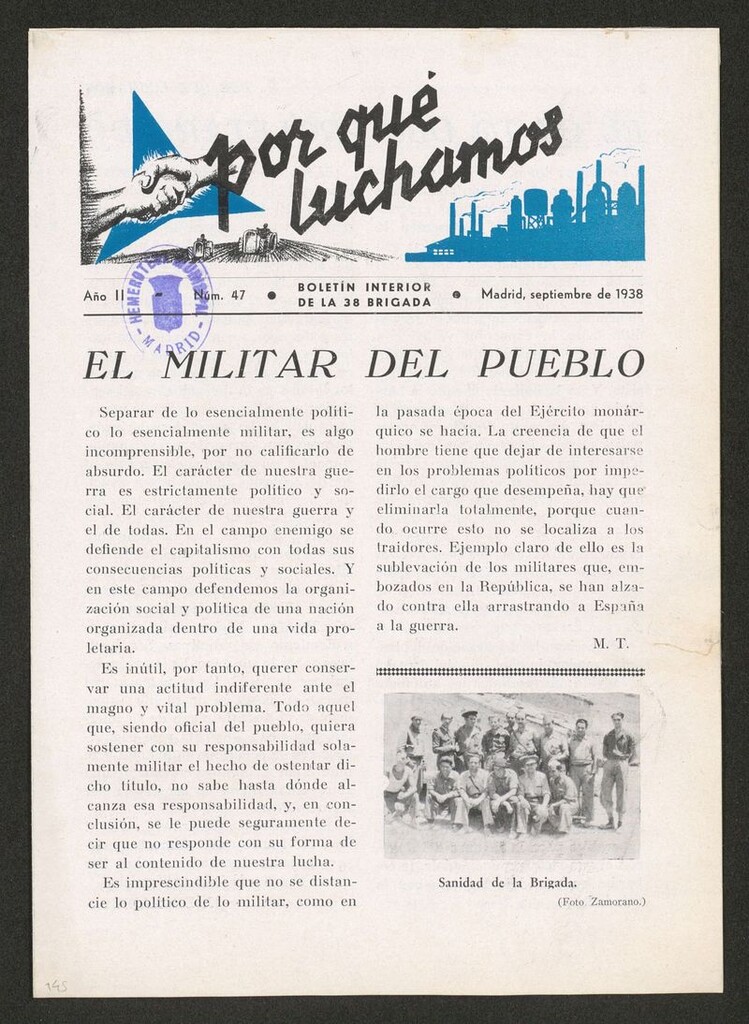 por qué
luchamos
Año II Núm. 47 ● BOLETÍN INTERIOR DE LA 38 BRIGADA ● Madrid, septiembre de 1938
HEMEROTECA MUNICIPAL
- MADRID -
EL MILITAR DEL PUEBLO
Separar de lo esencialmente políti-
co lo esencialmente militar, es algo
incomprensible, por no calificarlo de
absurdo. El carácter de nuestra gue-
rra es estrictamente político y so-
cial. El carácter de nuestra guerra y
el de todas. En el campo enemigo se
defiende el capitalismo con todas sus
consecuencias políticas y sociales. Y
en este campo defendemos la organi-
zación social y política de una nación
organizada dentro de una vida pro-
letaria.
Es inútil, por tanto, querer conser-
var una actitud indiferente ante el
magno y vital problema. Todo aquel
que, siendo oficial del pueblo, quiera
sostener con su responsabilidad sola-
mente militar el hecho de ostentar di-
cho título, no sabe hasta dónde al-
canza esa responsabilidad, y, en con-
clusión, se le puede seguramente de-
cir que no responde con su forma de
ser al contenido de nuestra lucha.
Es imprescindible que no se distan-
cie lo político de lo militar, como en
la pasada época del Ejército monár-
quico se hacia. La creencia de que el
hombre tiene que dejar de interesarse
en los problemas políticos por impe-
dirlo el cargo que desempeña, hay que
eliminarla totalmente, porque cuan-
do ocurre esto no se localiza a los
traidores. Ejemplo claro de ello es la
sublevación de los militares que, em-
bozados en la República, se han alza-
do contra ella arrastrando a España
a la guerra.
M. T.
Sanidad de la Brigada.
(Foto Zamorano.)
195